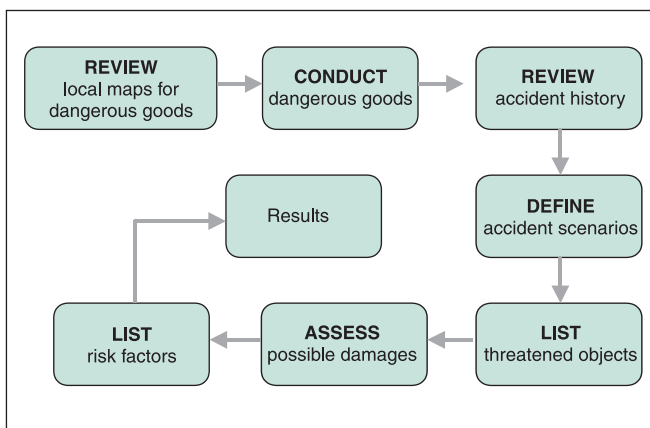 REVIEW
local maps for
dangerous goods
CONDUCT
dangerous goods
REVIEW
accident history
DEFINE
accident scenarios
LIST
threatened objects
ASSESS
possible damages
LIST
risk factors
Results